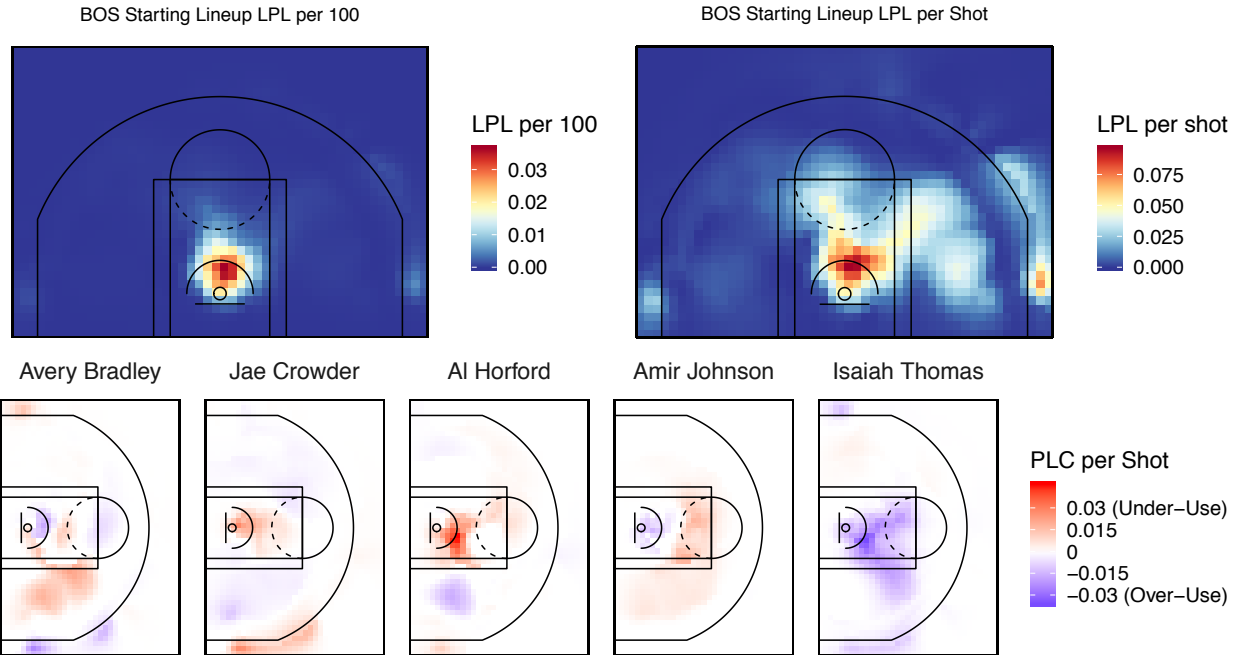 BOS Starting Lineup LPL per 100
BOS Starting Lineup LPL per Shot
LPL per 100
0.03
0.02
0.01
0.00
LPL per shot
0.075
0.050
0.025
0.000
Avery Bradley
Jae Crowder
Al Horford
Amir Johnson
Isaiah Thomas
PLC per Shot
0.03 (Under−Use)
0.015
0
−0.015
−0.03 (Over−Use)